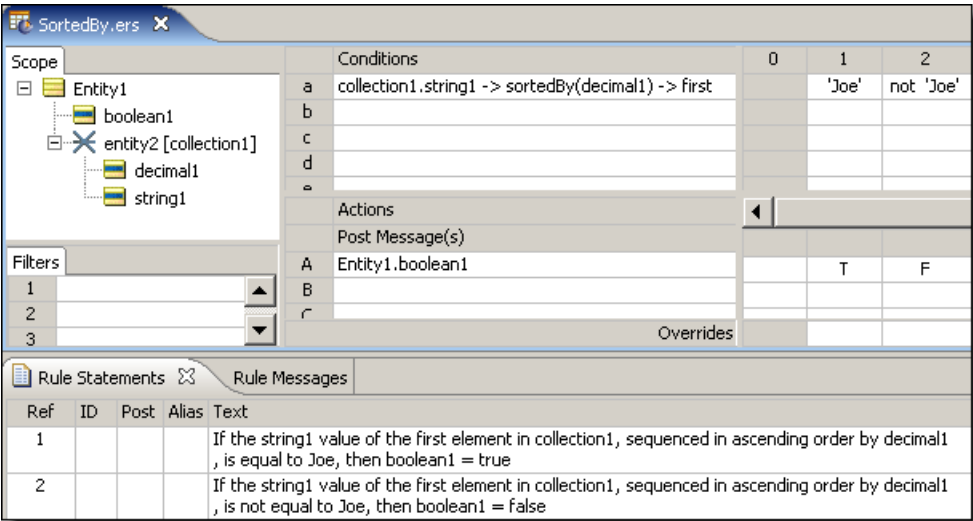 SortedBy.ers
Scope
Conditions 0 1 2
Entity1
a collection1.string1 -> sortedBy(decimal1) -> first 'Joe' not 'Joe'
boolean1
b
entity2 [collection1]
c
decimal1
d
string1
e
Actions
Post Message(s)
Filters
A Entity1.boolean1 T F
1
B
2
C
3
Overrides
Rule Statements Rule Messages
Ref ID Post Alias Text
1 If the string1 value of the first element in collection1, sequenced in ascending order by decimal1
, is equal to Joe, then boolean1 = true
2 If the string1 value of the first element in collection1, sequenced in ascending order by decimal1
, is not equal to Joe, then boolean1 = false